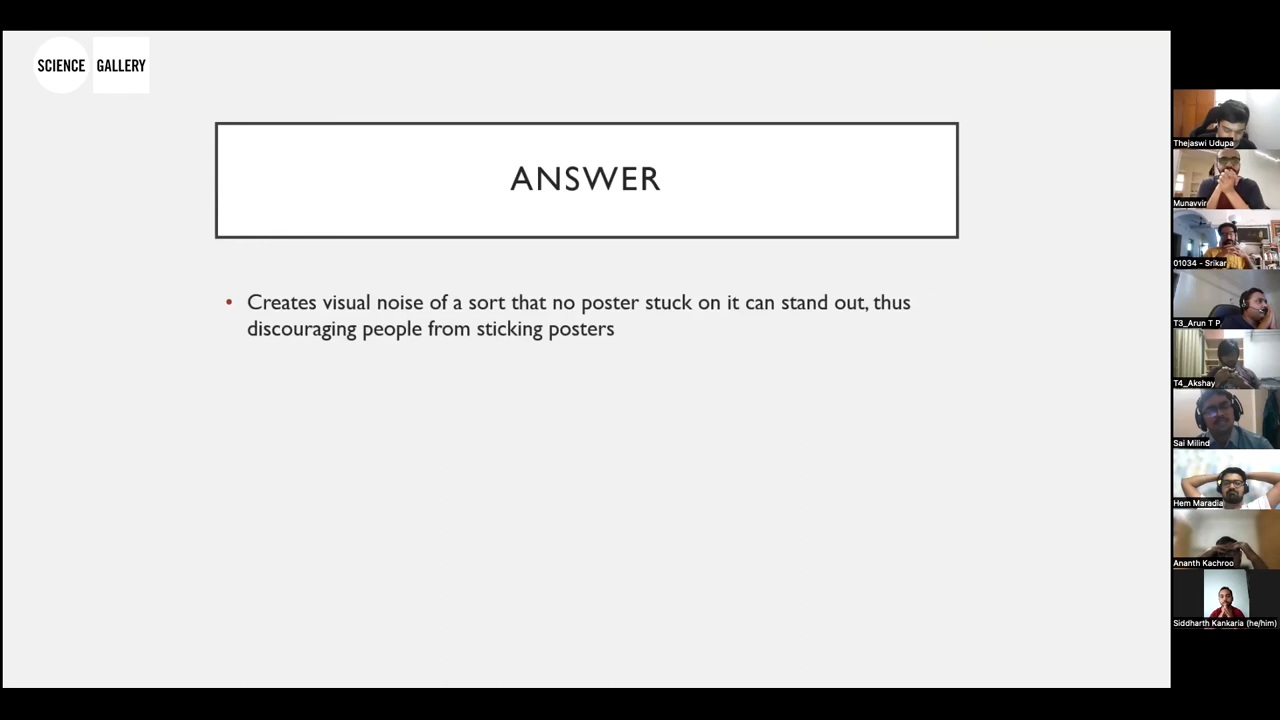 SCIENCE GALLERY
ANSWER
• Creates visual noise of a sort that no poster stuck on it can stand out, thus
discouraging people from sticking posters
Thejaswi Udupa
Munavvir
01034 - Srikar
T3_Arun T P
T4_Akshay
Sai Milind
Hem Maradia
Ananth Kachroo
Siddharth Kankaria (he/him)